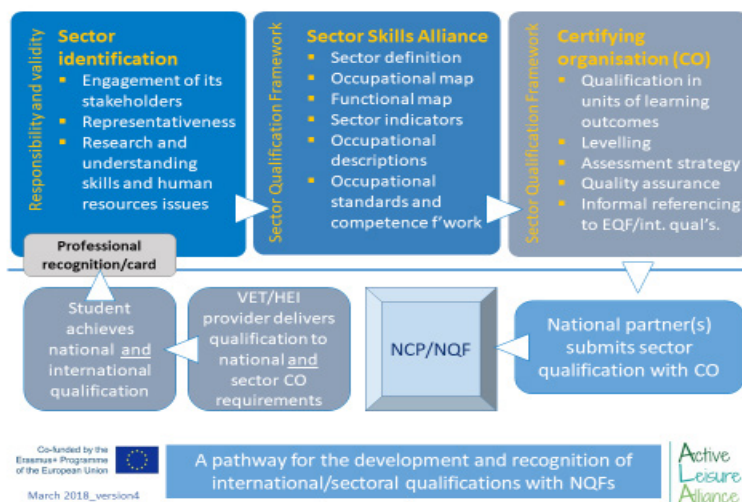 Responsibility and validity
Sector
identification
Engagement of its
stakeholders
Representativeness
Research and
understanding
skills and human
resources issues
Sector Qualification Framework
Sector Skills Alliance
Sector definition
Occupational map
Functional map
Sector indicators
Occupational
descriptions
Occupational
standards and
competence f'work
Sector Qualification Framework
Certifying
organisation (CO)
Qualification in
units of learning
outcomes
Levelling
Assessment strategy
Quality assurance
Informal referencing
to EQF/int. qual's.
Professional
recognition/card
Student
achieves
national and
international
qualification
VET/HEI
provider delivers
qualification to
national and
sector CO
requirements
NCP/NQF
National partner(s)
submits sector
qualification with CO
Co-funded by the
Erasmus+ Programme
of the European Union
March 2018_version4
A pathway for the development and recognition of
international/sectoral qualifications with NQFs
Active
Leisure
Alliance